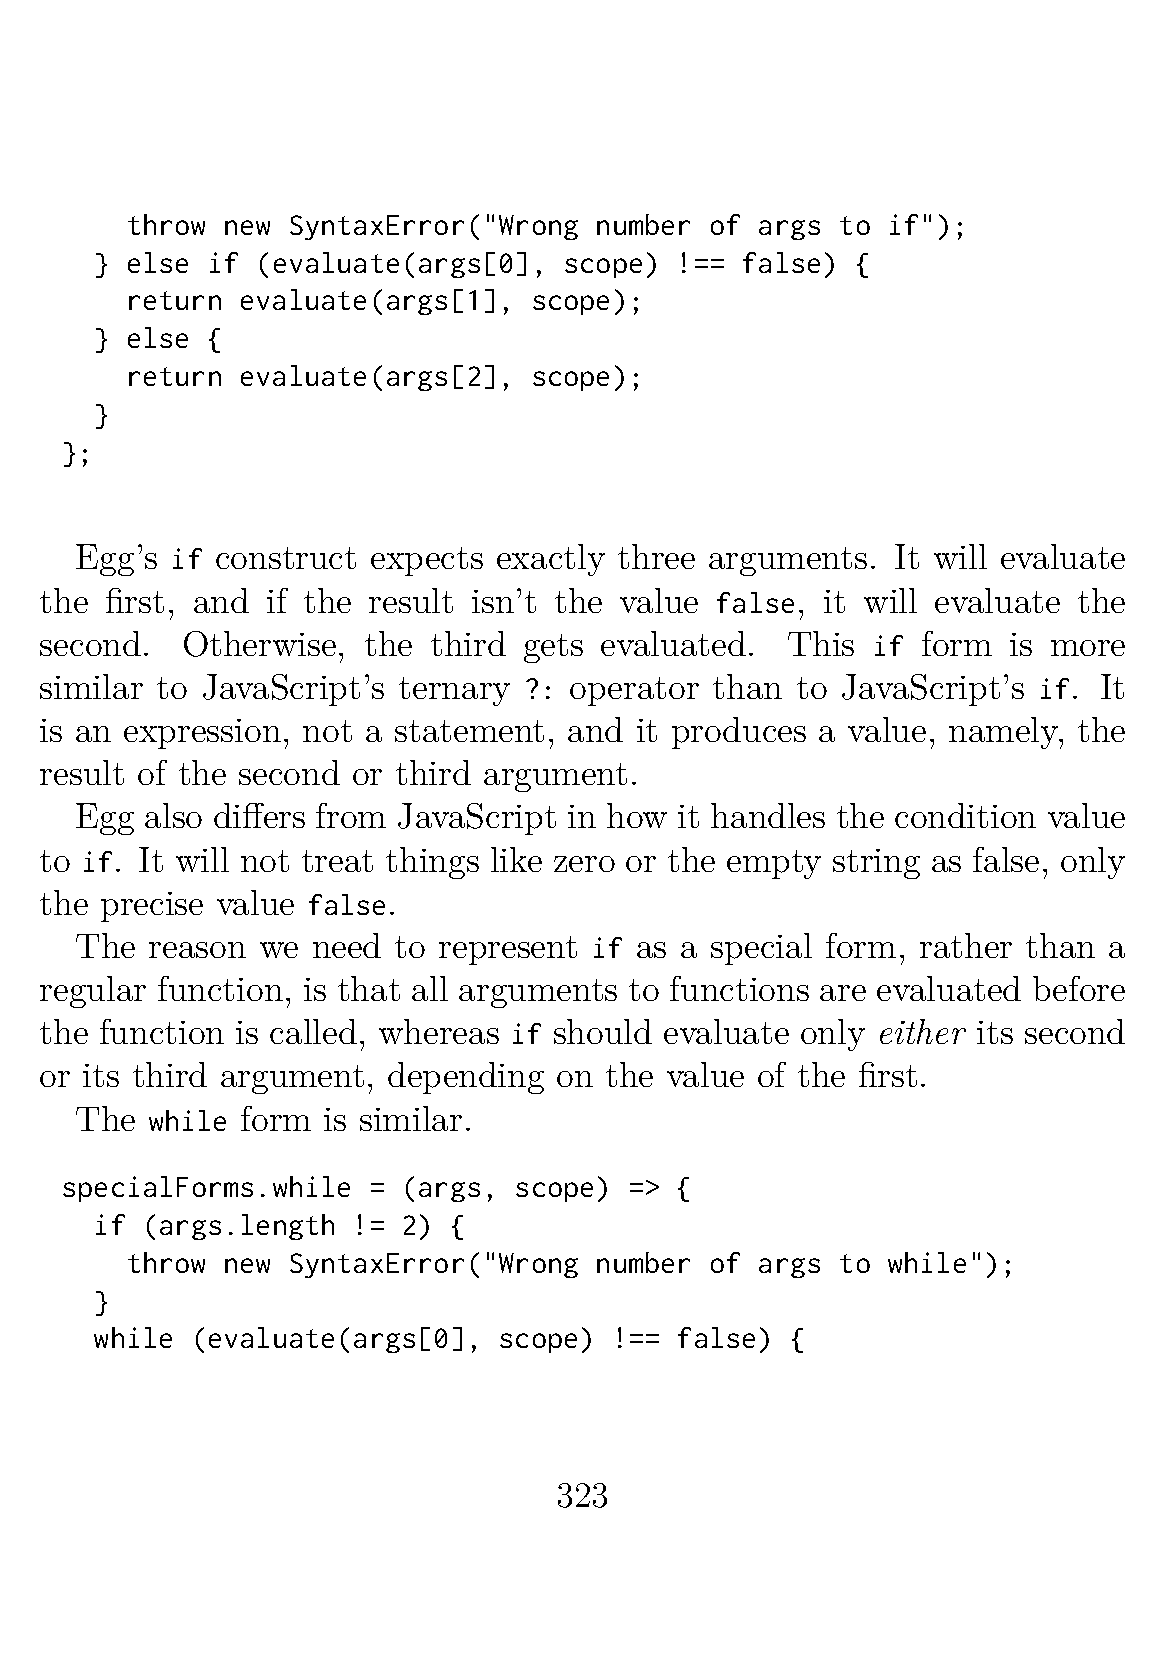 throw new SyntaxError("Wrong number of args to if");
} else if (evaluate(args[0], scope) !== false) {
return evaluate(args[1], scope);
} else {
return evaluate(args[2], scope);
}
};
Egg's if construct expects exactly three arguments. It will evaluate
the first, and if the result isn't the value false, it will evaluate the
second. Otherwise, the third gets evaluated. This if form is more
similar to JavaScript's ternary ?: operator than to JavaScript's if. It
is an expression, not a statement, and it produces a value, namely, the
result of the second or third argument.
Egg also differs from JavaScript in how it handles the condition value
to if. It will not treat things like zero or the empty string as false, only
the precise value false.
The reason we need to represent if as a special form, rather than a
regular function, is that all arguments to functions are evaluated before
the function is called, whereas if should evaluate only either its second
or its third argument, depending on the value of the first.
The while form is similar.
specialForms.while = (args, scope) => {
if (args.length != 2) {
throw new SyntaxError("Wrong number of args to while");
}
while (evaluate(args[0], scope) !== false) {
323